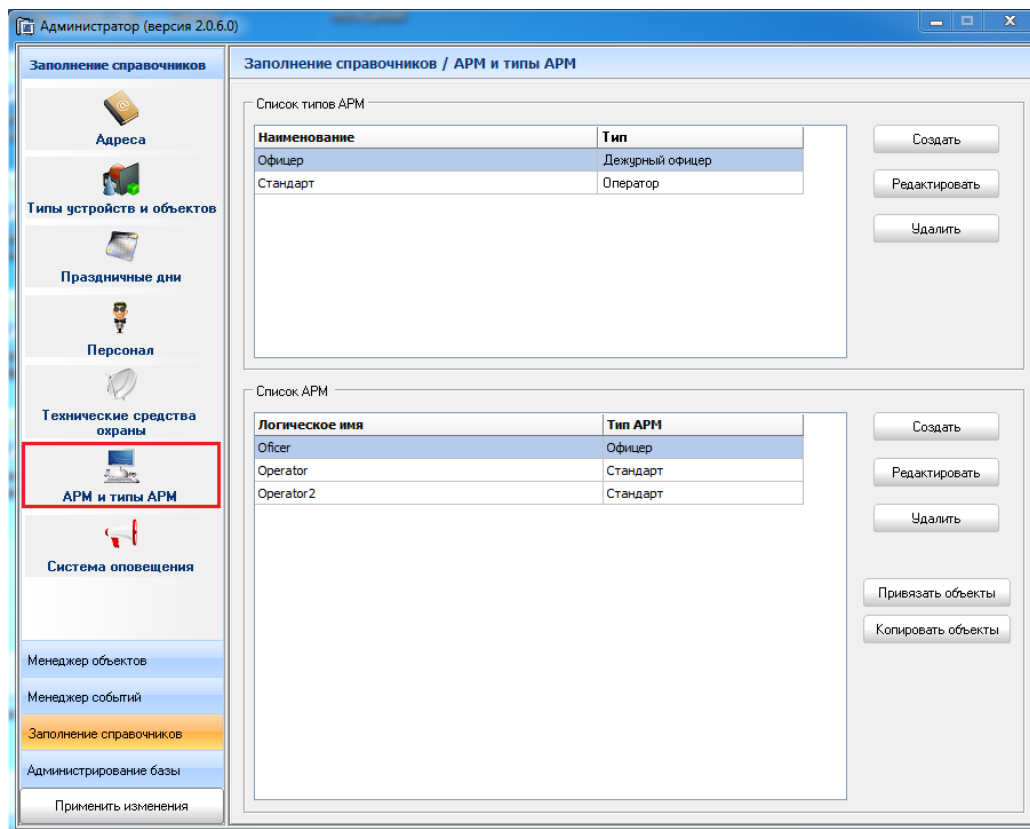 Администратор (версия 2.0.6.0)
Заполнение справочников
Адреса
Типы устройств и объектов
Праздничные дни
Персонал
Технические средства
охраны
АРМ и типы АРМ
Система оповещения
Менеджер объектов
Менеджер событий
Заполнение справочников
Администрирование базы
Применить изменения
Заполнение справочников / АРМ и типы АРМ
Список типов АРМ
Наименование Тип
Офицер Дежурный офицер
Стандарт Оператор
Создать
Редактировать
Удалить
Список АРМ
Логическое имя Тип АРМ
Oficer Офицер
Operator Стандарт
Operator2 Стандарт
Создать
Редактировать
Удалить
Привязать объекты
Копировать объекты